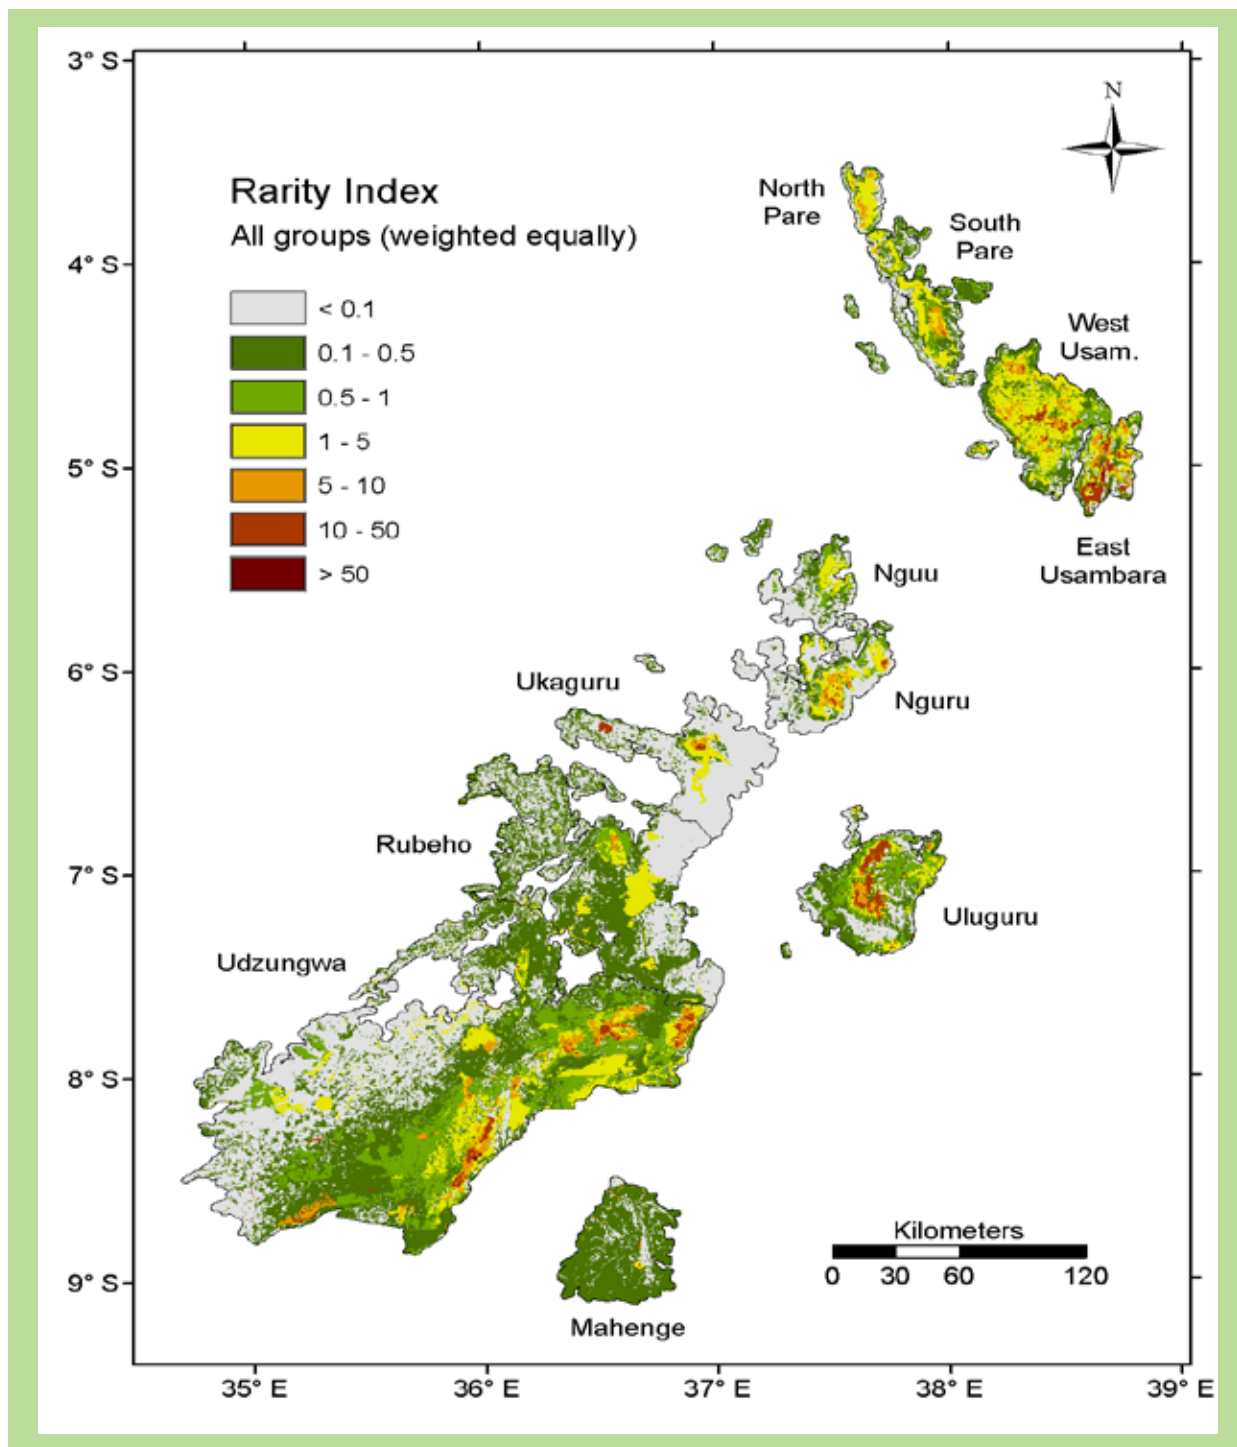 N
3° S
4° S
5° S
6° S
7° S
8° S
9° S
Rarity Index
All groups (weighted equally)
< 0.1
0.1 - 0.5
0.5 - 1
1 - 5
5 - 10
10 - 50
> 50
North
Pare
South
Pare
West
Usam.
East
Usambara
Nguu
Nguru
Ukaguru
Rubeho
Uluguru
Udzungwa
Mahenge
Kilometers
0 30 60 120
35° E 36° E 37° E 38° E 39° E